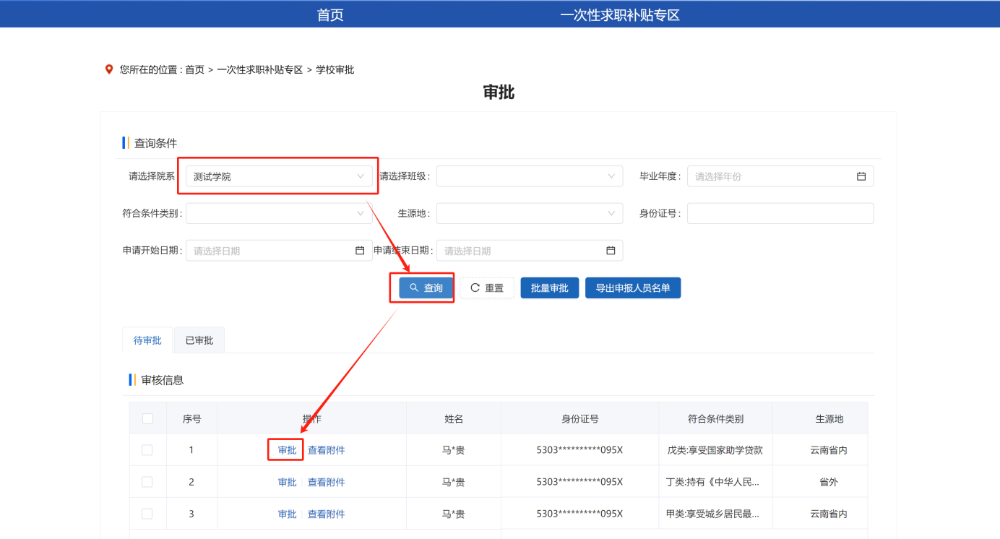 首页 一次性求职补贴专区
您所在的位置 : 首页 > 一次性求职补贴专区 > 学校审批
审批
查询条件
请选择院系 测试学院 请选择班级 : 毕业年度 : 请选择年份
符合条件类别 : 生源地 : 身份证号 :
申请开始日期 : 请选择日期 申请结束日期 : 请选择日期
查询 重置 批量审批 导出申报人员名单
待审批 已审批
审核信息
序号 操作 姓名 身份证号 符合条件类别 生源地
1 审批 查看附件 马*贵 5303**********095X 戊类:享受国家助学贷款 云南省内
2 审批 查看附件 马*贵 5303**********095X 丁类:持有《中华人民... 省外
3 审批 查看附件 马*贵 5303**********095X 甲类:享受城乡居民最... 云南省内